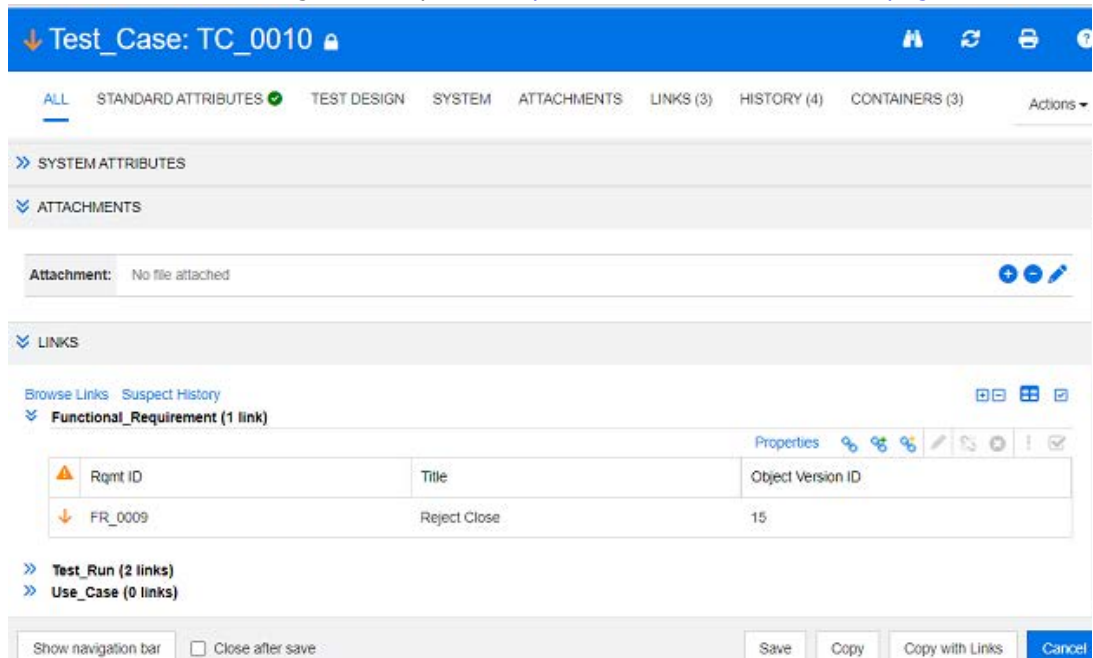 Test_Case: TC_0010
ALL STANDARD ATTRIBUTES TEST DESIGN SYSTEM ATTACHMENTS LINKS (3) HISTORY (4) CONTAINERS (3) Actions
SYSTEM ATTRIBUTES
ATTACHMENTS
Attachment: No file attached
LINKS
Browse Links Suspect History
Functional_Requirement (1 link)
Properties
Rqmt ID Title Object Version ID
FR_0009 Reject Close 15
Test_Run (2 links)
Use_Case (0 links)
Show navigation bar Close after save Save Copy Copy with Links Cancel